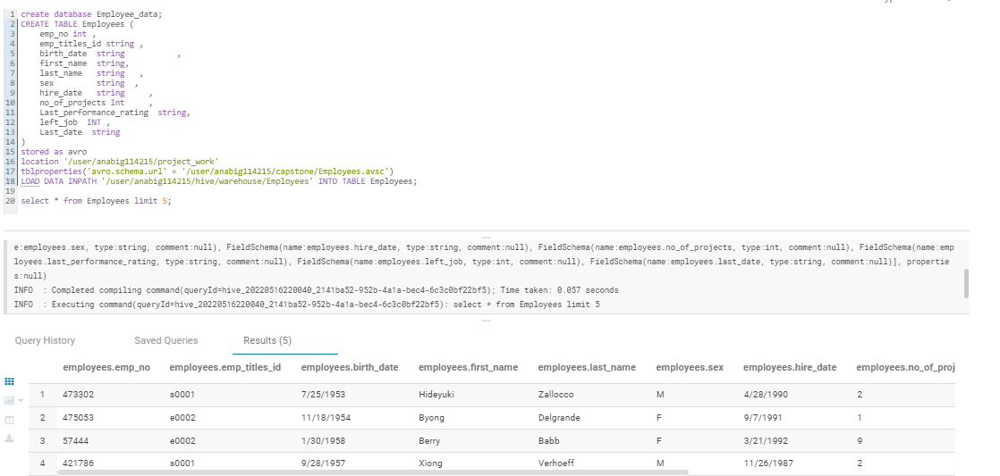 1 create database Employee_data;
2 CREATE TABLE Employees (
3 emp_no int ,
4 emp_titles_id string ,
5 birth_date string ,
6 first_name string,
7 last_name string ,
8 sex string ,
9 hire_date string ,
10 no_of_projects Int ,
11 Last_performance_rating string,
12 left_job INT ,
13 Last_date string
14 )
15 stored as avro
16 location '/user/anabig114215/project_work'
17 tblproperties('avro.schema.url' = '/user/anabig114215/capstone/Employees.avsc')
18 LOAD DATA INPATH '/user/anabig114215/hive/warehouse/Employees' INTO TABLE Employees;
19
20 select * from Employees limit 5;
e:employees.sex, type:string, comment:null), FieldSchema(name:employees.hire_date, type:string, comment:null), FieldSchema(name:employees.no_of_projects, type:int, comment:null), FieldSchema(name:emp
loyees.last_performance_rating, type:string, comment:null), FieldSchema(name:employees.left_job, type:int, comment:null), FieldSchema(name:employees.last_date, type:string, comment:null)], propertie
s:null)
INFO : Completed compiling command(queryId=hive_20220516220040_2141ba52-952b-4a1a-bec4-6c3c0bf22bf5); Time taken: 0.057 seconds
INFO : Executing command(queryId=hive_20220516220040_2141ba52-952b-4a1a-bec4-6c3c0bf22bf5): select * from Employees limit 5
Query History Saved Queries Results (5)
employees.emp_no employees.emp_titles_id employees.birth_date employees.first_name employees.last_name employees.sex employees.hire_date employees.no_of_proj
1 473302 s0001 7/25/1953 Hideyuki Zallocco M 4/28/1990 2
2 475053 e0002 11/18/1954 Byong Delgrande F 9/7/1991 1
3 57444 e0002 1/30/1958 Berry Babb F 3/21/1992 9
4 421786 s0001 9/28/1957 Xiong Verhoeff M 11/26/1987 2